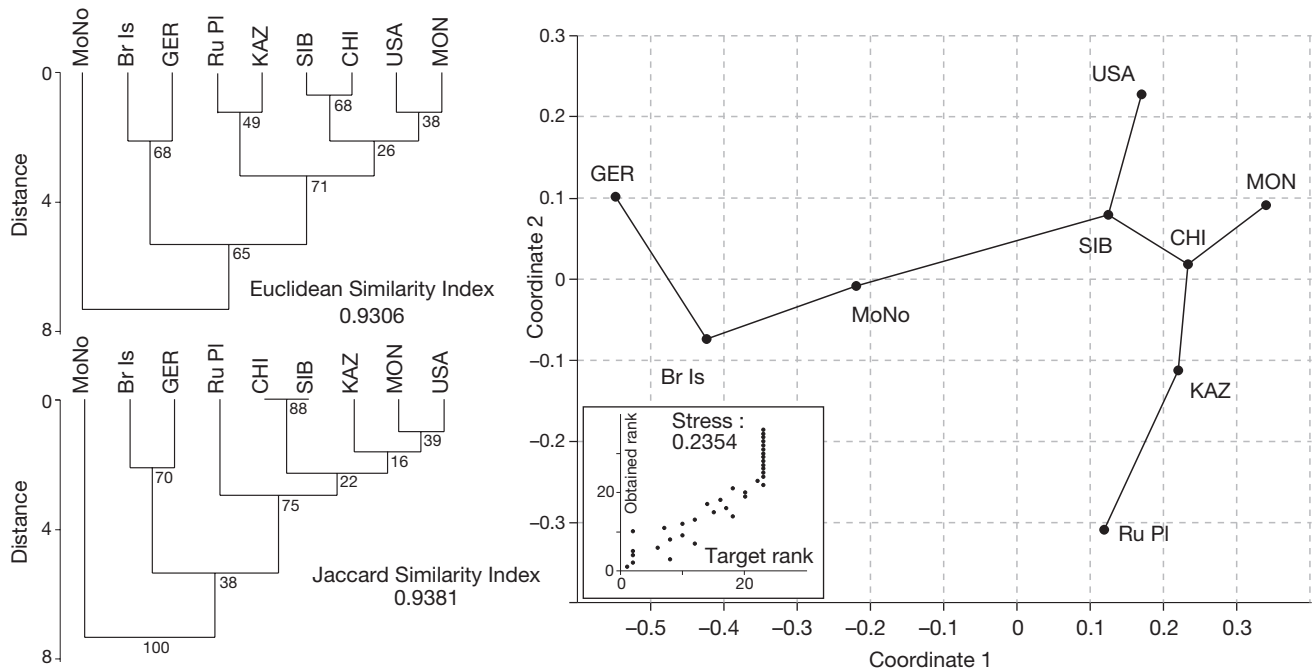 MoNo
Br Is
GER
Ru Pl
KAZ
SIB
CHI
USA
MON
0
4
8
Distance
68
49
68
38
26
71
65
Euclidean Similarity Index
0.9306
MoNo
Br Is
GER
Ru Pl
CHI
SIB
KAZ
MON
USA
0
4
8
Distance
88
39
70
16
22
75
38
100
Jaccard Similarity Index
0.9381
0.3
0.2
0.1
0
−0.1
−0.2
−0.3
Coordinate 2
USA
GER
MON
SIB
CHI
MoNo
Br Is
KAZ
Ru Pl
Stress :
0.2354
Obtained rank
20
0
Target rank
0
20
−0.5
−0.4
−0.3
−0.2
−0.1
0
0.1
0.2
0.3
Coordinate 1